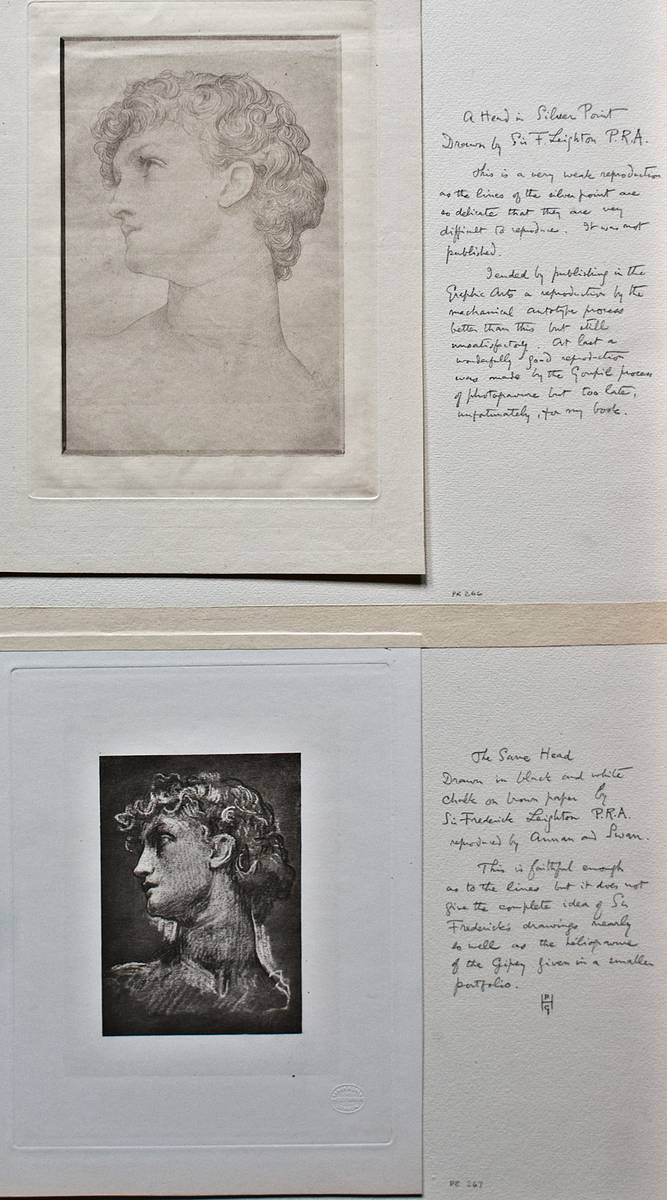 A Head in Silver Point
Drawn by Sir F. Leighton P.R.A.
This is a very weak reproduction
as the lines of the silver point are
so delicate that they are very
difficult to reproduce. It was not
published.
I ended by publishing in the
Graphic Arts a reproduction by the
mechanical autotype process
better than this but still
unsatisfactory. At last a
wonderfully good reproduction
was made by the Goupil process
of photogravure but too late,
unfortunately, for my book.
PK 266
The Same Head
Drawn in black and white
chalk on brown paper by
Sir Frederick Leighton P.R.A.
reproduced by Annan and Swan.
This is faithful enough
as to the lines but it does not
give the complete idea of Sir
Frederick's drawings nearly
so well as the héliogravure
of the Gipsy given in a smaller
portfolio.
PK 267